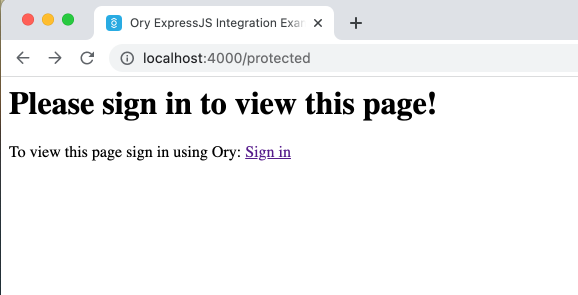 Ory ExpressJS Integration Exa
localhost:4000/protected
Please sign in to view this page!
To view this page sign in using Ory: Sign in